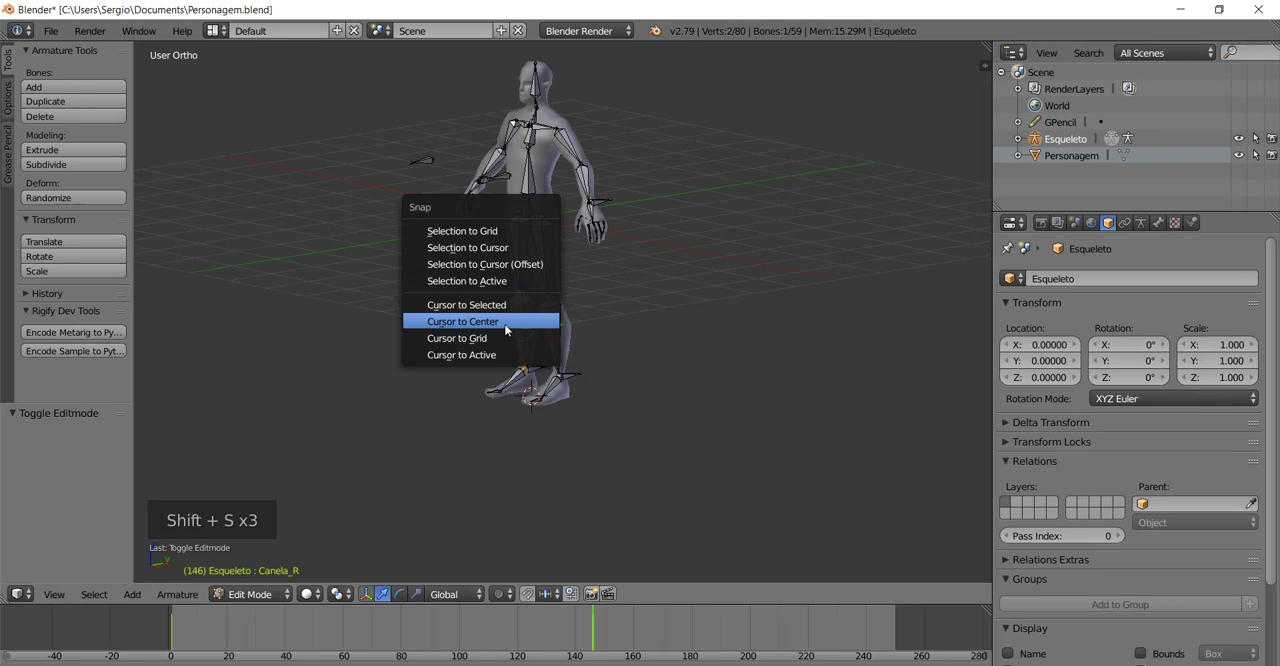 Blender* [C:\Users\Sergio\Documents\Personagem.blend]
File Render Window Help Default Scene Blender Render v2.79 | Verts:2/80 | Bones:1/59 | Mem:15.29M | Esqueleto
Tools
Options
Grease Pencil
Armature Tools
Bones:
Add
Duplicate
Delete
Modeling:
Extrude
Subdivide
Deform:
Randomize
Transform
Translate
Rotate
Scale
History
Rigify Dev Tools
Encode Metarig to Py...
Encode Sample to Pyt...
Toggle Editmode
User Ortho
Snap
Selection to Grid
Selection to Cursor
Selection to Cursor (Offset)
Selection to Active
Cursor to Selected
Cursor to Center
Cursor to Grid
Cursor to Active
Shift + S x3
Last: Toggle Editmode
(146) Esqueleto : Canela_R
View Select Add Armature Edit Mode Global
-40 -20 0 20 40 60 80 100 120 140 160 180 200 220 240 260 280
View Search All Scenes
Scene
RenderLayers
World
GPencil
Esqueleto
Personagem
Esqueleto
Esqueleto
Transform
Location: Rotation: Scale:
X: 0.00000 X: 0° X: 1.000
Y: 0.00000 Y: 0° Y: 1.000
Z: 0.00000 Z: 0° Z: 1.000
Rotation Mode: XYZ Euler
Delta Transform
Transform Locks
Relations
Layers: Parent:
Object
Pass Index: 0
Relations Extras
Groups
Add to Group
Display
Name Bounds Box